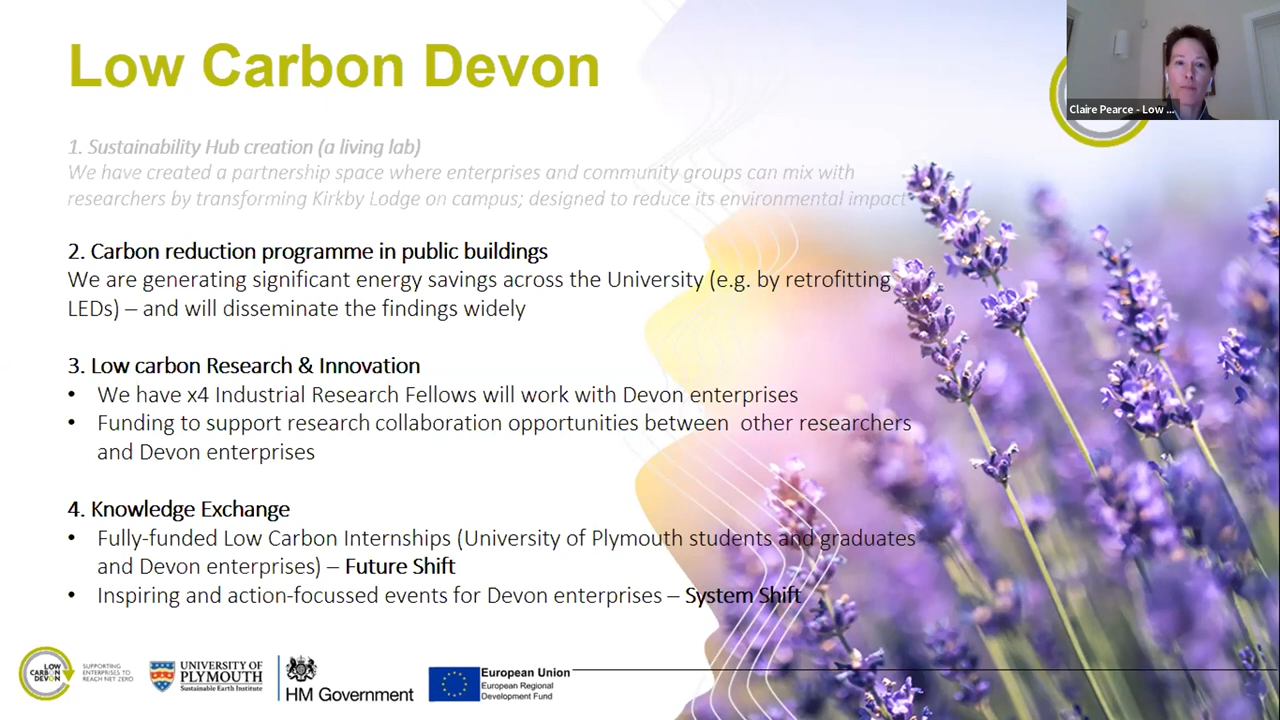 Low Carbon Devon
Claire Pearce - Low ...
1. Sustainability Hub creation (a living lab)
We have created a partnership space where enterprises and community groups can mix with
researchers by transforming Kirkby Lodge on campus; designed to reduce its environmental impact
2. Carbon reduction programme in public buildings
We are generating significant energy savings across the University (e.g. by retrofitting
LEDs) – and will disseminate the findings widely
3. Low carbon Research & Innovation
• We have x4 Industrial Research Fellows will work with Devon enterprises
• Funding to support research collaboration opportunities between other researchers
and Devon enterprises
4. Knowledge Exchange
• Fully-funded Low Carbon Internships (University of Plymouth students and graduates
and Devon enterprises) – Future Shift
• Inspiring and action-focussed events for Devon enterprises – System Shift
LOW
CARBON
DEVON
SUPPORTING
ENTERPRISES TO
REACH NET ZERO
UNIVERSITY OF
PLYMOUTH
Sustainable Earth Institute
HM Government
European Union
European Regional
Development Fund